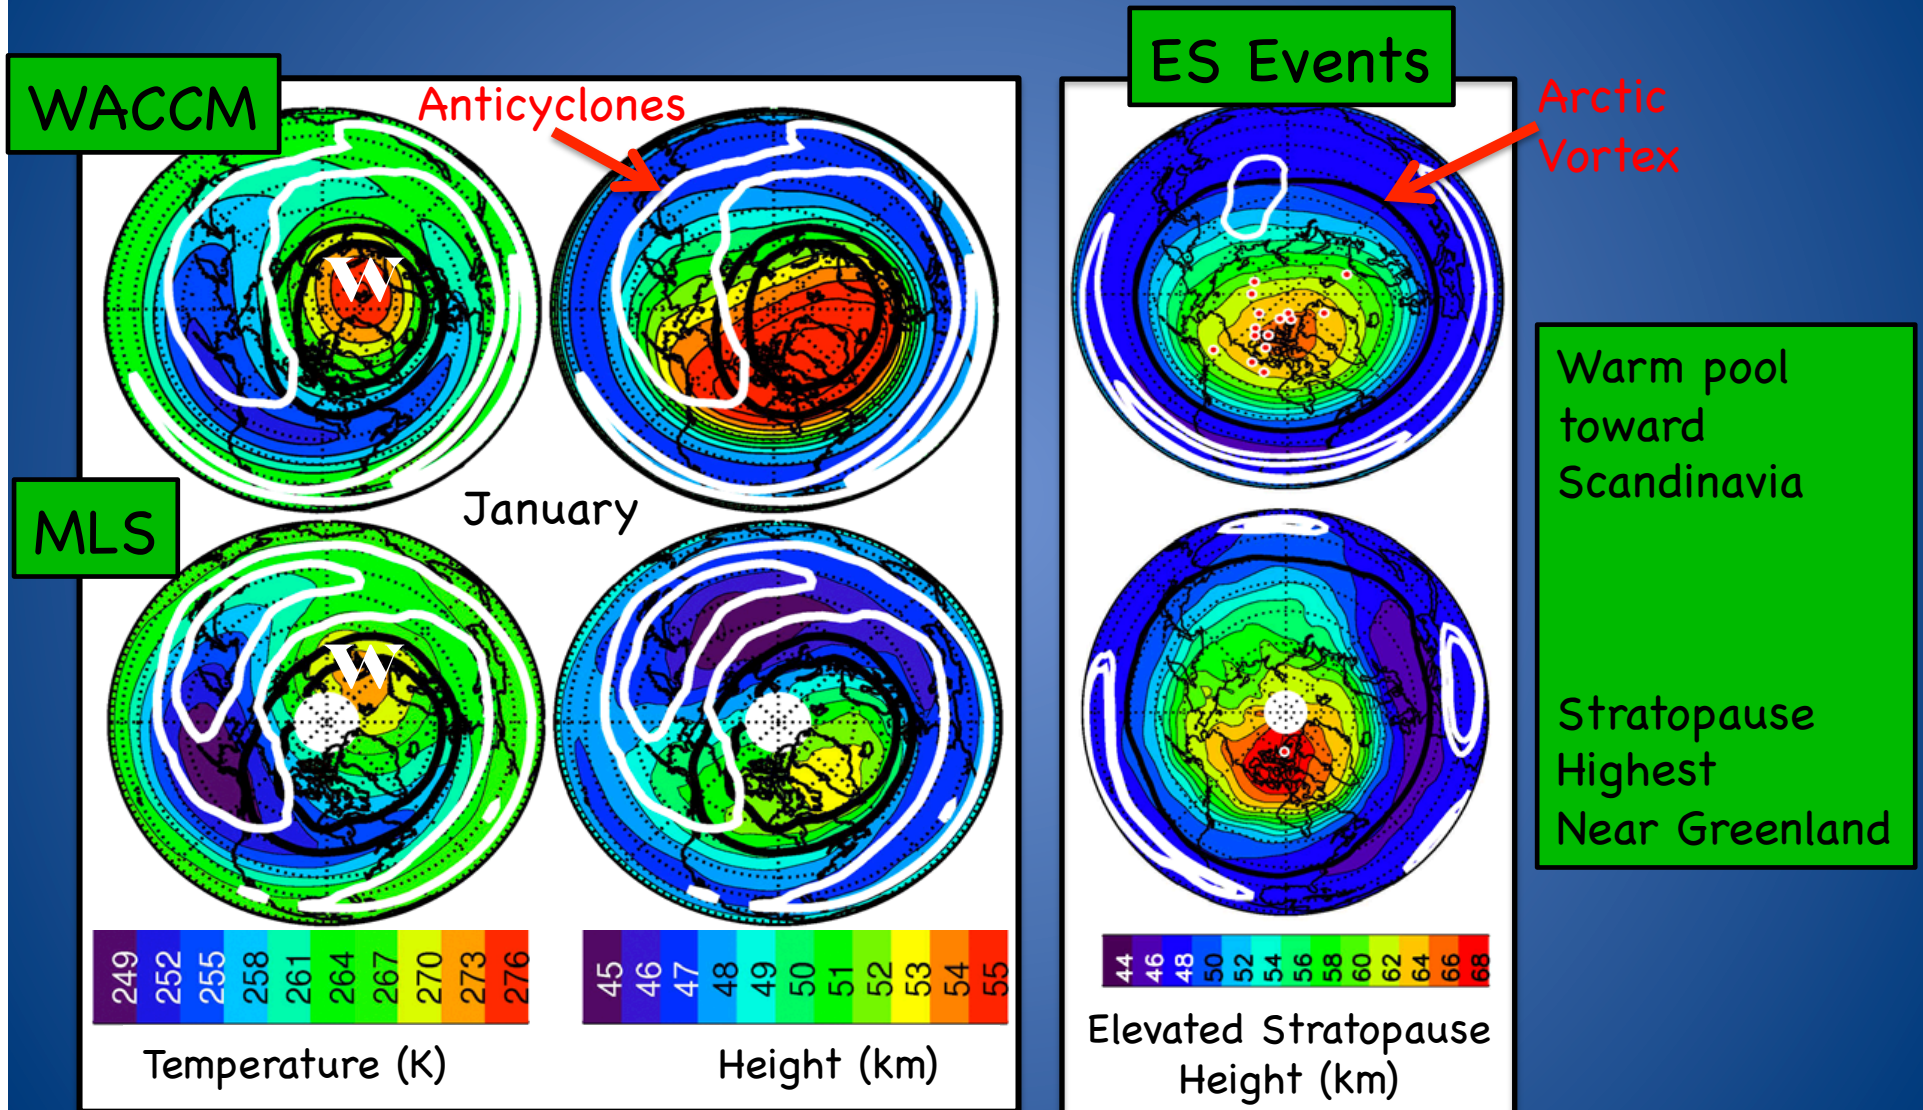 WACCM
Anticyclones
ES Events
Arctic
Vortex
W
January
MLS
W
Warm pool
toward
Scandinavia
Stratopause
Highest
Near Greenland
249 252 255 258 261 264 267 270 273 276
Temperature (K)
45 46 47 48 49 50 51 52 53 54 55
Height (km)
44 46 48 50 52 54 56 58 60 62 64 66 68
Elevated Stratopause
Height (km)